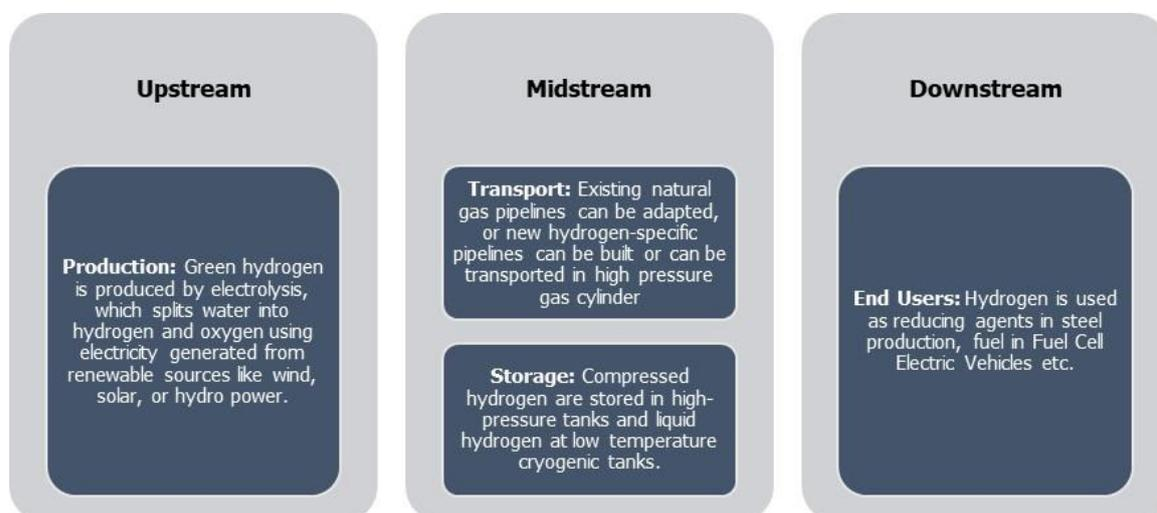 Upstream
Production: Green hydrogen
is produced by electrolysis,
which splits water into
hydrogen and oxygen using
electricity generated from
renewable sources like wind,
solar, or hydro power.
Midstream
Transport: Existing natural
gas pipelines can be adapted,
or new hydrogen-specific
pipelines can be built or can be
transported in high pressure
gas cylinder
Storage: Compressed
hydrogen are stored in high-
pressure tanks and liquid
hydrogen at low temperature
cryogenic tanks.
Downstream
End Users: Hydrogen is used
as reducing agents in steel
production, fuel in Fuel Cell
Electric Vehicles etc.